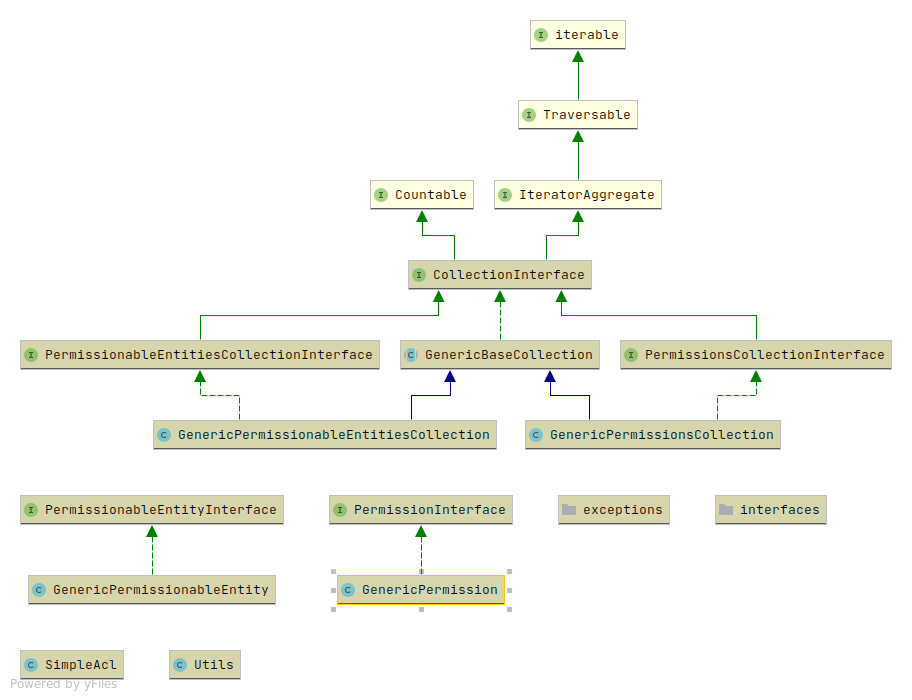 iterable
Traversable
Countable
IteratorAggregate
CollectionInterface
PermissionableEntitiesCollectionInterface
GenericBaseCollection
PermissionsCollectionInterface
GenericPermissionableEntitiesCollection
GenericPermissionsCollection
PermissionableEntityInterface
PermissionInterface
exceptions
interfaces
GenericPermissionableEntity
GenericPermission
SimpleAcl
Utils
Powered by yFiles